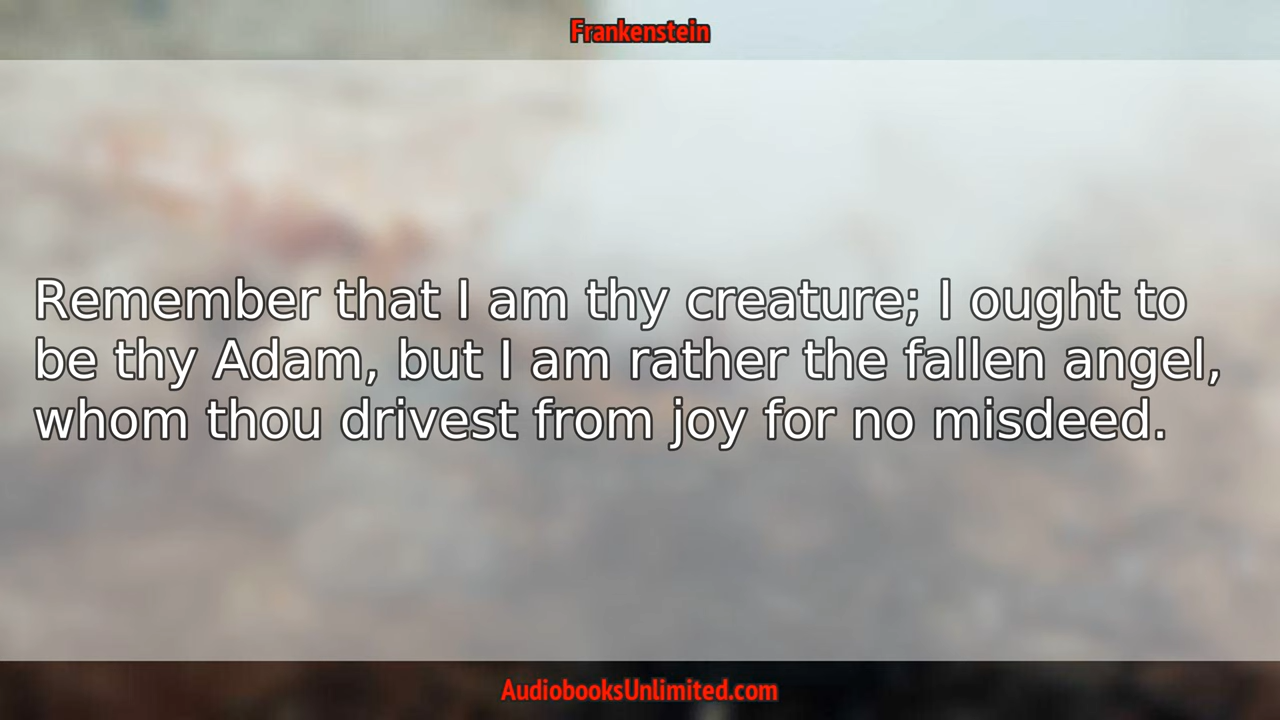 Frankenstein
Remember that I am thy creature; I ought to
be thy Adam, but I am rather the fallen angel,
whom thou drivest from joy for no misdeed.
AudiobooksUnlimited.com